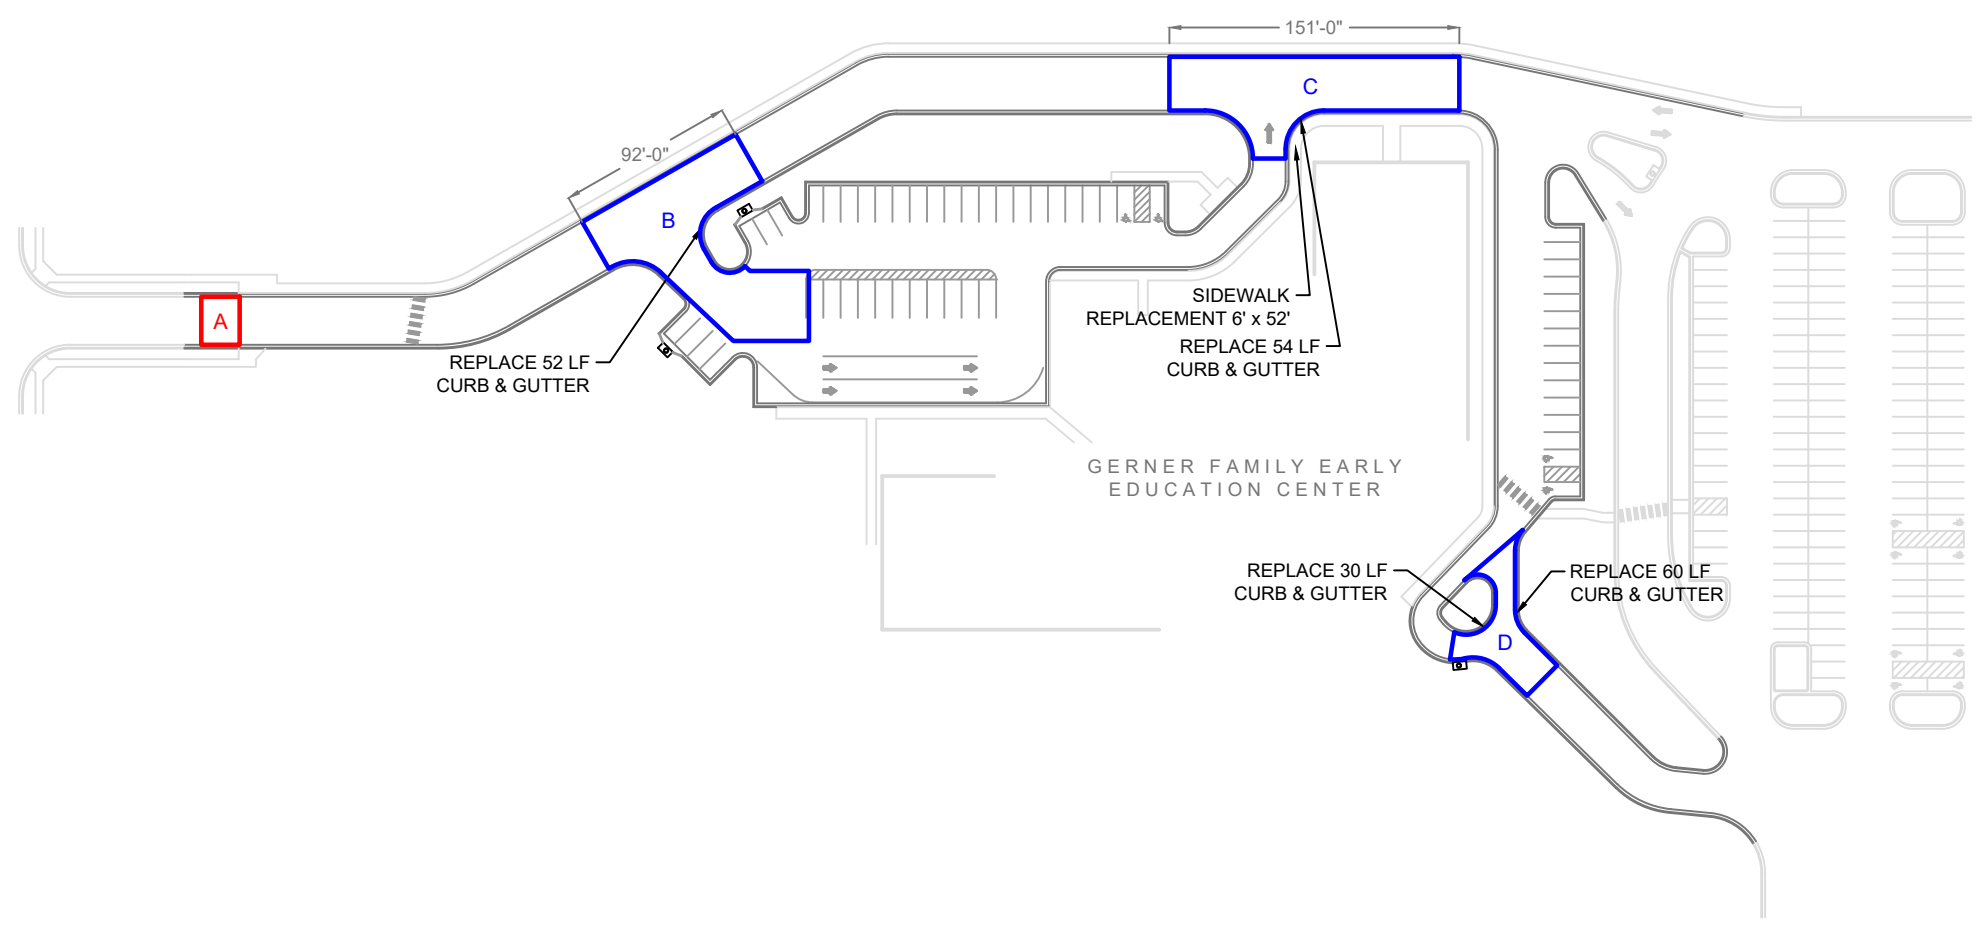 151'-0"
C
92'-0"
B
A
SIDEWALK
REPLACEMENT 6' x 52'
REPLACE 54 LF
CURB & GUTTER
REPLACE 52 LF
CURB & GUTTER
GERNER FAMILY EARLY
EDUCATION CENTER
REPLACE 30 LF
CURB & GUTTER
REPLACE 60 LF
CURB & GUTTER
D